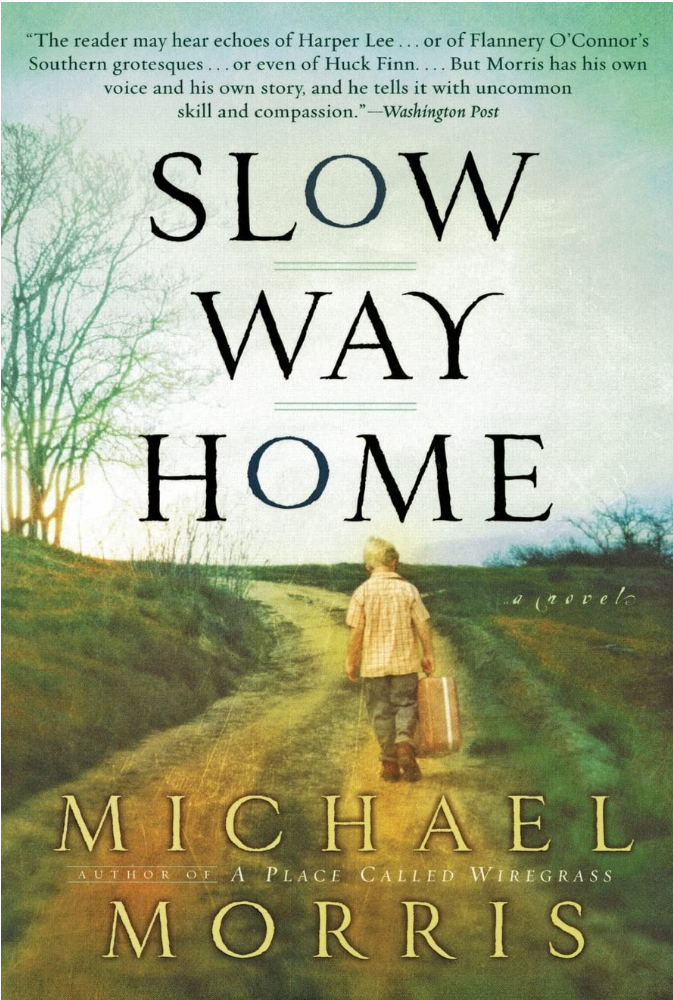 “The reader may hear echoes of Harper Lee . . . or of Flannery O’Connor’s
Southern grotesques . . . or even of Huck Finn. . . . But Morris has his own
voice and his own story, and he tells it with uncommon
skill and compassion.”—Washington Post
SLOW
WAY
HOME
a novel
MICHAEL
AUTHOR OF A PLACE CALLED WIREGRASS
MORRIS